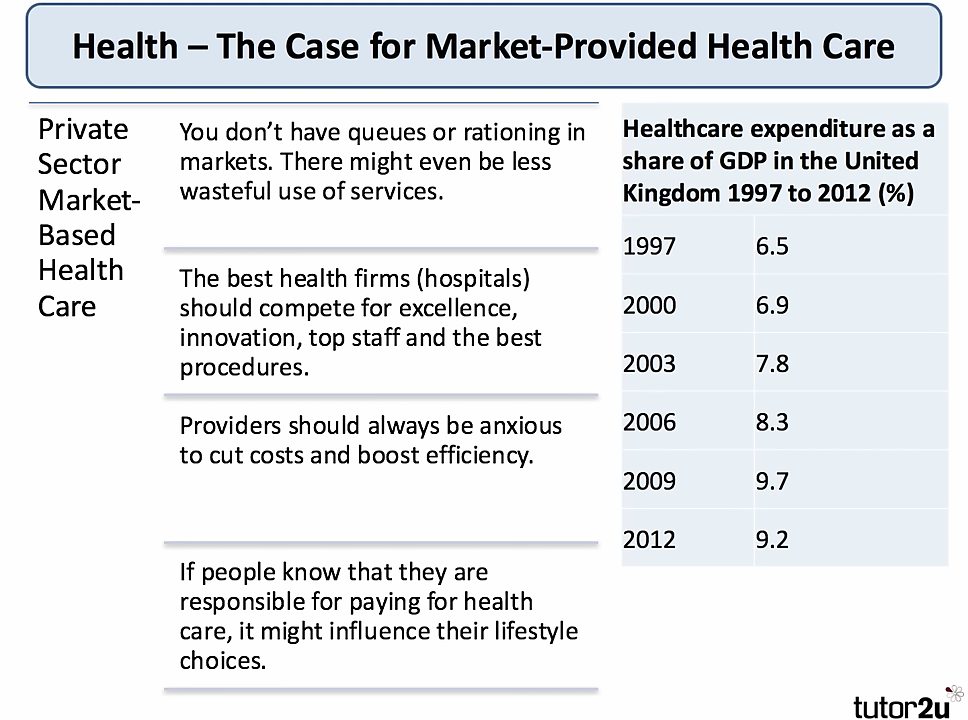 Health – The Case for Market-Provided Health Care
Private
Sector
Market-
Based
Health
Care
You don’t have queues or rationing in
markets. There might even be less
wasteful use of services.
The best health firms (hospitals)
should compete for excellence,
innovation, top staff and the best
procedures.
Providers should always be anxious
to cut costs and boost efficiency.
If people know that they are
responsible for paying for health
care, it might influence their lifestyle
choices.
Healthcare expenditure as a
share of GDP in the United
Kingdom 1997 to 2012 (%)
1997 6.5
2000 6.9
2003 7.8
2006 8.3
2009 9.7
2012 9.2
tutor2u